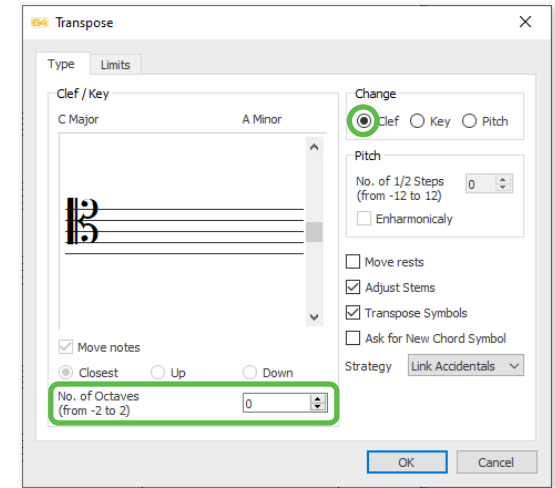 64 Transpose
Type Limits
Clef / Key
C Major A Minor
Move notes
Closest Up Down
No. of Octaves
(from -2 to 2)
0
Change
Clef Key Pitch
Pitch
No. of 1/2 Steps
(from -12 to 12)
0
Enharmonicaly
Move rests
Adjust Stems
Transpose Symbols
Ask for New Chord Symbol
Strategy Link Accidentals
OK Cancel